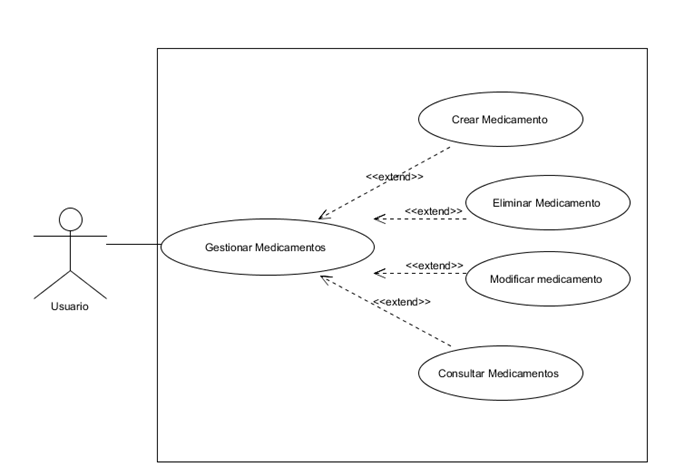 Crear Medicamento
<<extend>>
Eliminar Medicamento
<<extend>>
Gestionar Medicamentos
<<extend>>
Modificar medicamento
<<extend>>
Usuario
Consultar Medicamentos